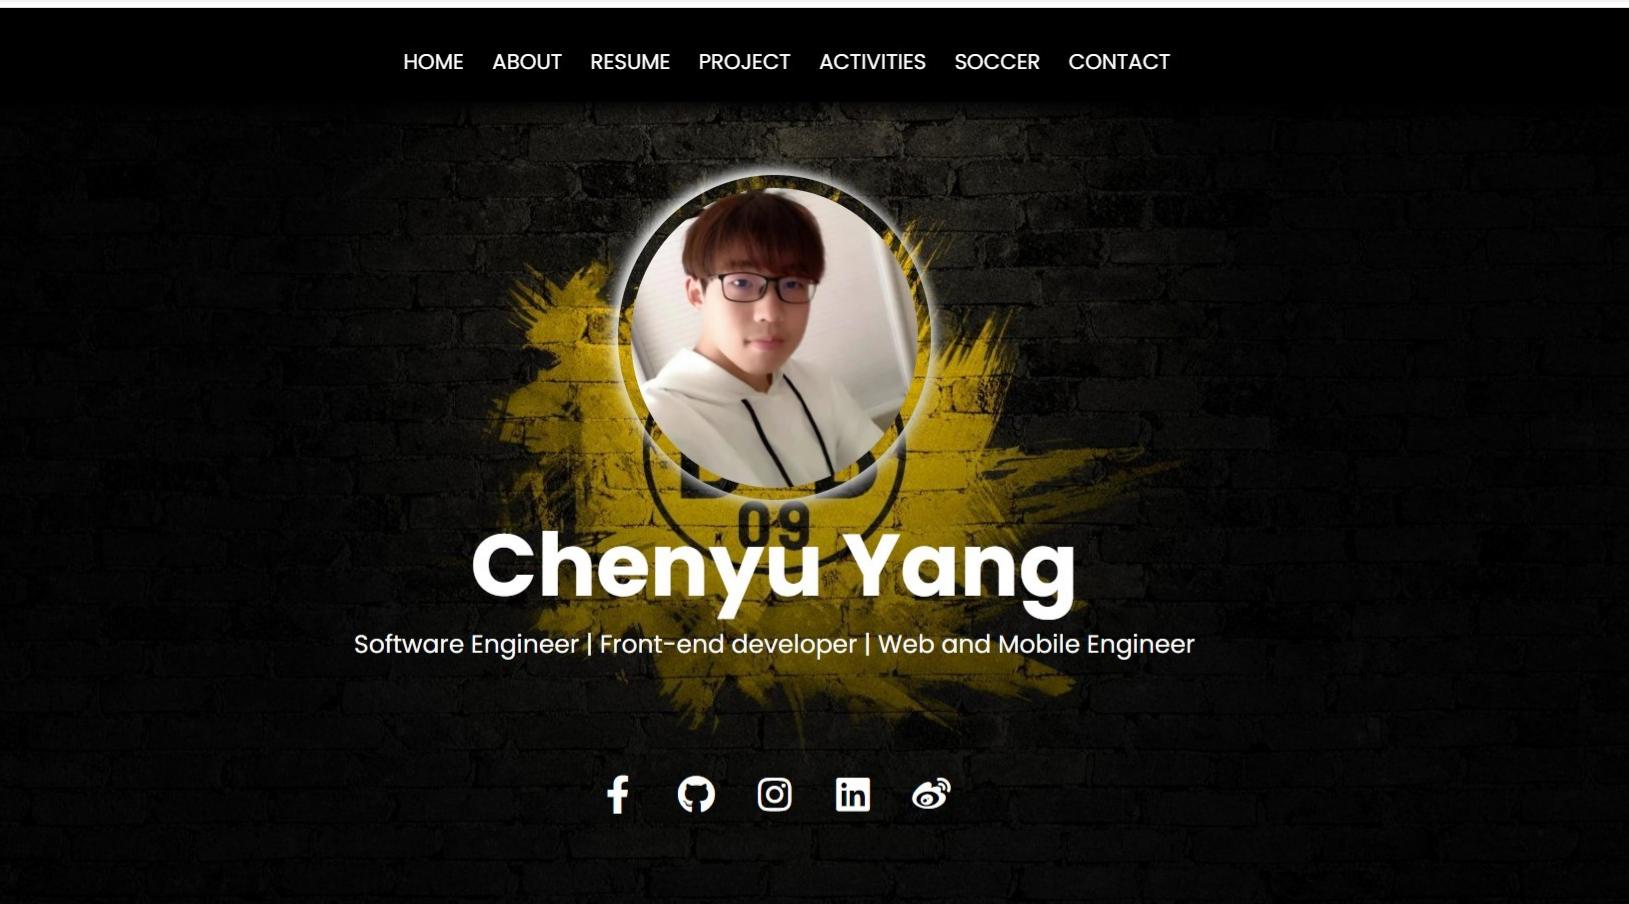 HOME ABOUT RESUME PROJECT ACTIVITIES SOCCER CONTACT
09
Chenyu Yang
Software Engineer | Front-end developer | Web and Mobile Engineer